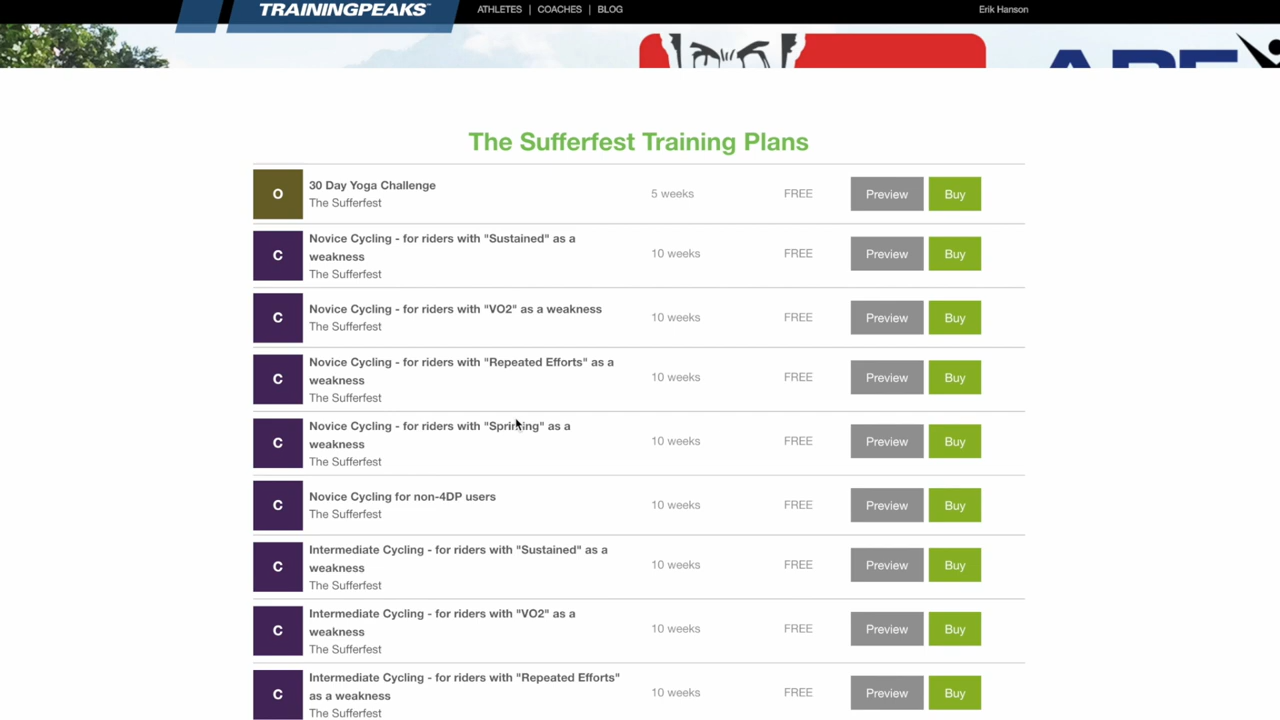 TRAININGPEAKS
ATHLETES | COACHES | BLOG
Erik Hanson
The Sufferfest Training Plans
O
30 Day Yoga Challenge
The Sufferfest
5 weeks
FREE
Preview
Buy
C
Novice Cycling - for riders with "Sustained" as a
weakness
The Sufferfest
10 weeks
FREE
Preview
Buy
C
Novice Cycling - for riders with "VO2" as a weakness
The Sufferfest
10 weeks
FREE
Preview
Buy
C
Novice Cycling - for riders with "Repeated Efforts" as a
weakness
The Sufferfest
10 weeks
FREE
Preview
Buy
C
Novice Cycling - for riders with "Sprinting" as a
weakness
The Sufferfest
10 weeks
FREE
Preview
Buy
C
Novice Cycling for non-4DP users
The Sufferfest
10 weeks
FREE
Preview
Buy
C
Intermediate Cycling - for riders with "Sustained" as a
weakness
The Sufferfest
10 weeks
FREE
Preview
Buy
C
Intermediate Cycling - for riders with "VO2" as a
weakness
The Sufferfest
10 weeks
FREE
Preview
Buy
C
Intermediate Cycling - for riders with "Repeated Efforts"
as a weakness
The Sufferfest
10 weeks
FREE
Preview
Buy